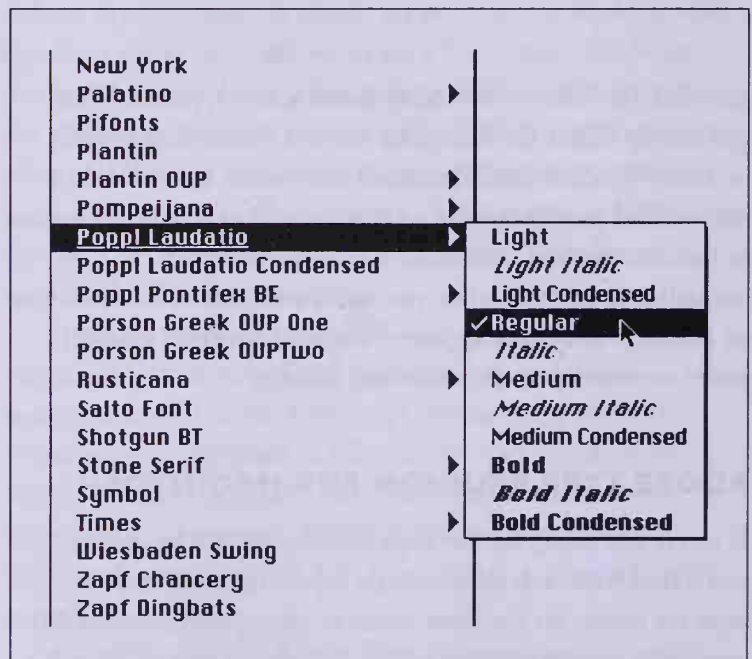 New York
Palatino
Pifonts
Plantin
Plantin OUP
Pompeijana
Poppl Laudatio
Poppl Laudatio Condensed
Poppl Pontifex BE
Porson Greek OUP One
Porson Greek OUPTwo
Rusticana
Salto Font
Shotgun BT
Stone Serif
Symbol
Times
Wiesbaden Swing
Zapf Chancery
Zapf Dingbats
Light
Light Italic
Light Condensed
✓Regular
Italic
Medium
Medium Italic
Medium Condensed
Bold
Bold Italic
Bold Condensed